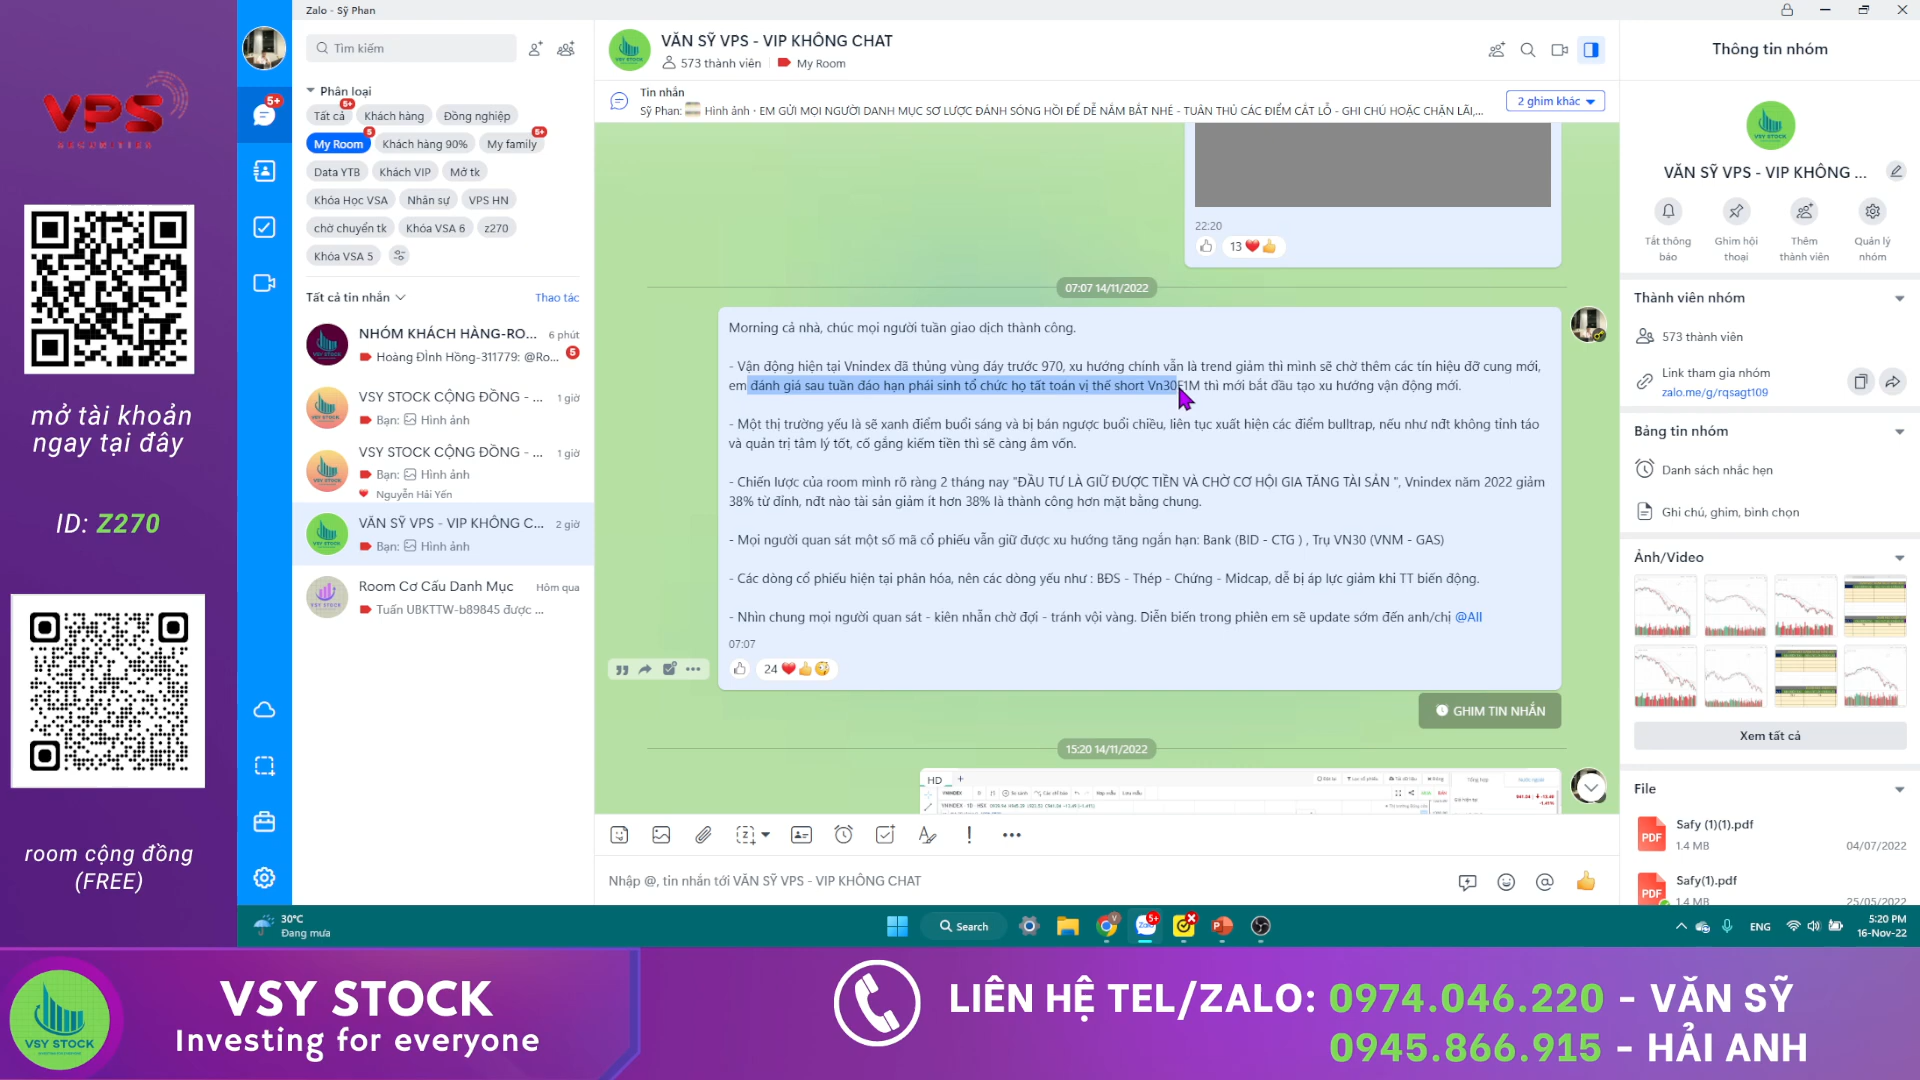 Zalo - Sỹ Phan
VPS
SECURITIES
mở tài khoản
ngay tại đây
ID: Z270
room cộng đồng
(FREE)
5+
Tìm kiếm
Phân loại
5+
Tất cả
Khách hàng
Đồng nghiệp
5
5+
My Room
Khách hàng 90%
My family
Data YTB
Khách VIP
Mở tk
Khóa Học VSA
Nhân sự
VPS HN
chờ chuyển tk
Khóa VSA 6
z270
Khóa VSA 5
Tất cả tin nhắn
Thao tác
NHÓM KHÁCH HÀNG-RO...
6 phút
Hoàng Đình Hồng-311779: @Ro...
5
VSY STOCK CỘNG ĐỒNG - ...
1 giờ
Bạn: Hình ảnh
VSY STOCK CỘNG ĐỒNG - ...
1 giờ
Bạn: Hình ảnh
Nguyễn Hải Yến
VĂN SỸ VPS - VIP KHÔNG C...
2 giờ
Bạn: Hình ảnh
Room Cơ Cấu Danh Mục
Hôm qua
Tuấn UBKTTW-b89845 được ...
VĂN SỸ VPS - VIP KHÔNG CHAT
573 thành viên
My Room
Tin nhắn
Sỹ Phan: Hình ảnh · EM GỬI MỌI NGƯỜI DANH MỤC SƠ LƯỢC ĐÁNH SÓNG HỒI ĐỂ DỄ NẮM BẮT NHÉ - TUÂN THỦ CÁC ĐIỂM CẮT LỖ - GHI CHÚ HOẶC CHẶN LÃI,...
2 ghim khác
22:20
13
07:07 14/11/2022
Morning cả nhà, chúc mọi người tuần giao dịch thành công.
- Vận động hiện tại Vnindex đã thủng vùng đáy trước 970, xu hướng chính vẫn là trend giảm thì mình sẽ chờ thêm các tín hiệu đỡ cung mới,
em đánh giá sau tuần đáo hạn phái sinh tổ chức họ tất toán vị thế short Vn30F1M thì mới bắt đầu tạo xu hướng vận động mới.
- Một thị trường yếu là sẽ xanh điểm buổi sáng và bị bán ngược buổi chiều, liên tục xuất hiện các điểm bulltrap, nếu như nđt không tỉnh táo
và quản trị tâm lý tốt, cố gắng kiếm tiền thì sẽ càng âm vốn.
- Chiến lược của room mình rõ ràng 2 tháng nay "ĐẦU TƯ LÀ GIỮ ĐƯỢC TIỀN VÀ CHỜ CƠ HỘI GIA TĂNG TÀI SẢN ", Vnindex năm 2022 giảm
38% từ đỉnh, nđt nào tài sản giảm ít hơn 38% là thành công hơn mặt bằng chung.
- Mọi người quan sát một số mã cổ phiếu vẫn giữ được xu hướng tăng ngắn hạn: Bank (BID - CTG ) , Trụ VN30 (VNM - GAS)
- Các dòng cổ phiếu hiện tại phân hóa, nên các dòng yếu như : BĐS - Thép - Chứng - Midcap, dễ bị áp lực giảm khi TT biến động.
- Nhìn chung mọi người quan sát - kiên nhẫn chờ đợi - tránh vội vàng. Diễn biến trong phiên em sẽ update sớm đến anh/chị @All
07:07
24
GHIM TIN NHẮN
15:20 14/11/2022
HD
VNINDEX
Nhập @, tin nhắn tới VĂN SỸ VPS - VIP KHÔNG CHAT
Thông tin nhóm
VSY STOCK
VĂN SỸ VPS - VIP KHÔNG ...
Tắt thông
báo
Ghim hội
thoại
Thêm
thành viên
Quản lý
nhóm
Thành viên nhóm
573 thành viên
Link tham gia nhóm
zalo.me/g/rqsagt109
Bảng tin nhóm
Danh sách nhắc hẹn
Ghi chú, ghim, bình chọn
Ảnh/Video
Xem tất cả
File
PDF
Safy (1)(1).pdf
1.4 MB
04/07/2022
PDF
Safy(1).pdf
1.4 MB
25/05/2022
30°C
Đang mưa
Search
5+
ENG
5:20 PM
16-Nov-22
VSY STOCK
VSY STOCK
Investing for everyone
LIÊN HỆ TEL/ZALO: 0974.046.220 - VĂN SỸ
0945.866.915 - HẢI ANH